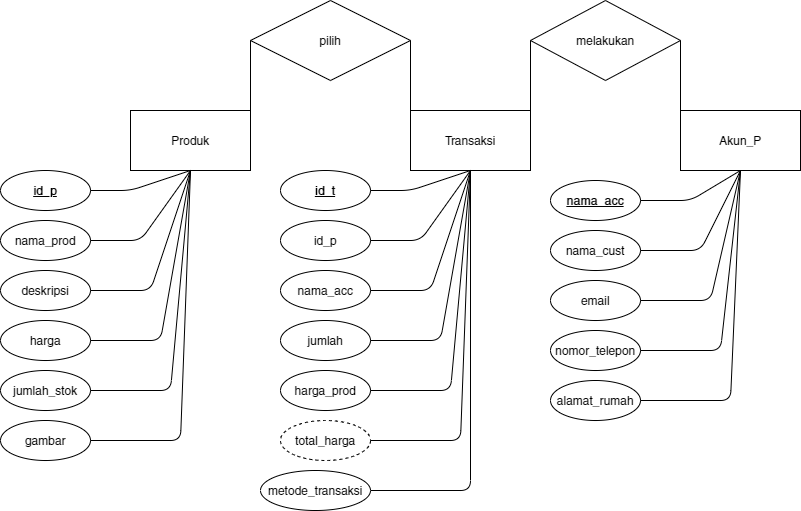 pilih
melakukan
Produk
Transaksi
Akun_P
id_p
nama_prod
deskripsi
harga
jumlah_stok
gambar
id_t
id_p
nama_acc
jumlah
harga_prod
total_harga
metode_transaksi
nama_acc
nama_cust
email
nomor_telepon
alamat_rumah